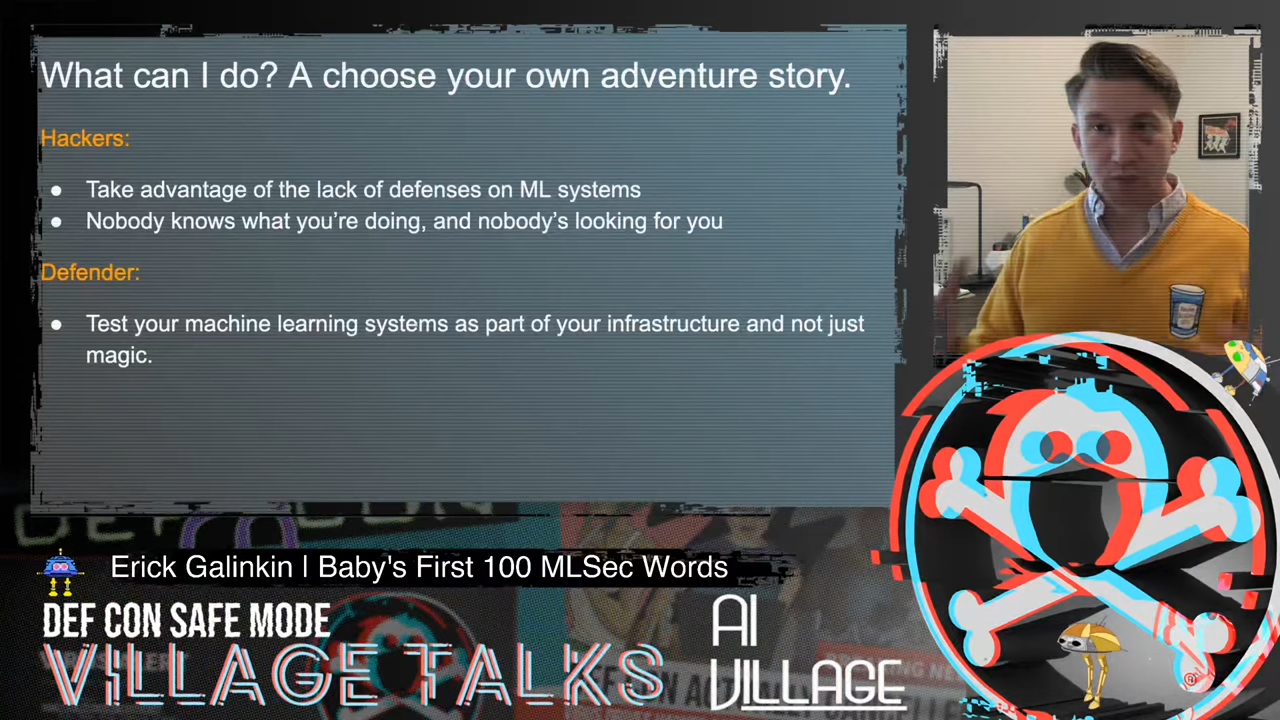 What can I do? A choose your own adventure story.
Hackers:
● Take advantage of the lack of defenses on ML systems
● Nobody knows what you're doing, and nobody's looking for you
Defender:
● Test your machine learning systems as part of your infrastructure and not just
magic.
Erick Galinkin | Baby's First 100 MLSec Words
DEF CON SAFE MODE
VILLAGE TALKS
AI
VILLAGE